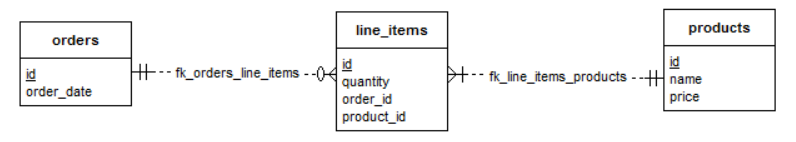 orders
id
order_date
fk_orders_line_items
line_items
id
quantity
order_id
product_id
fk_line_items_products
products
id
name
price